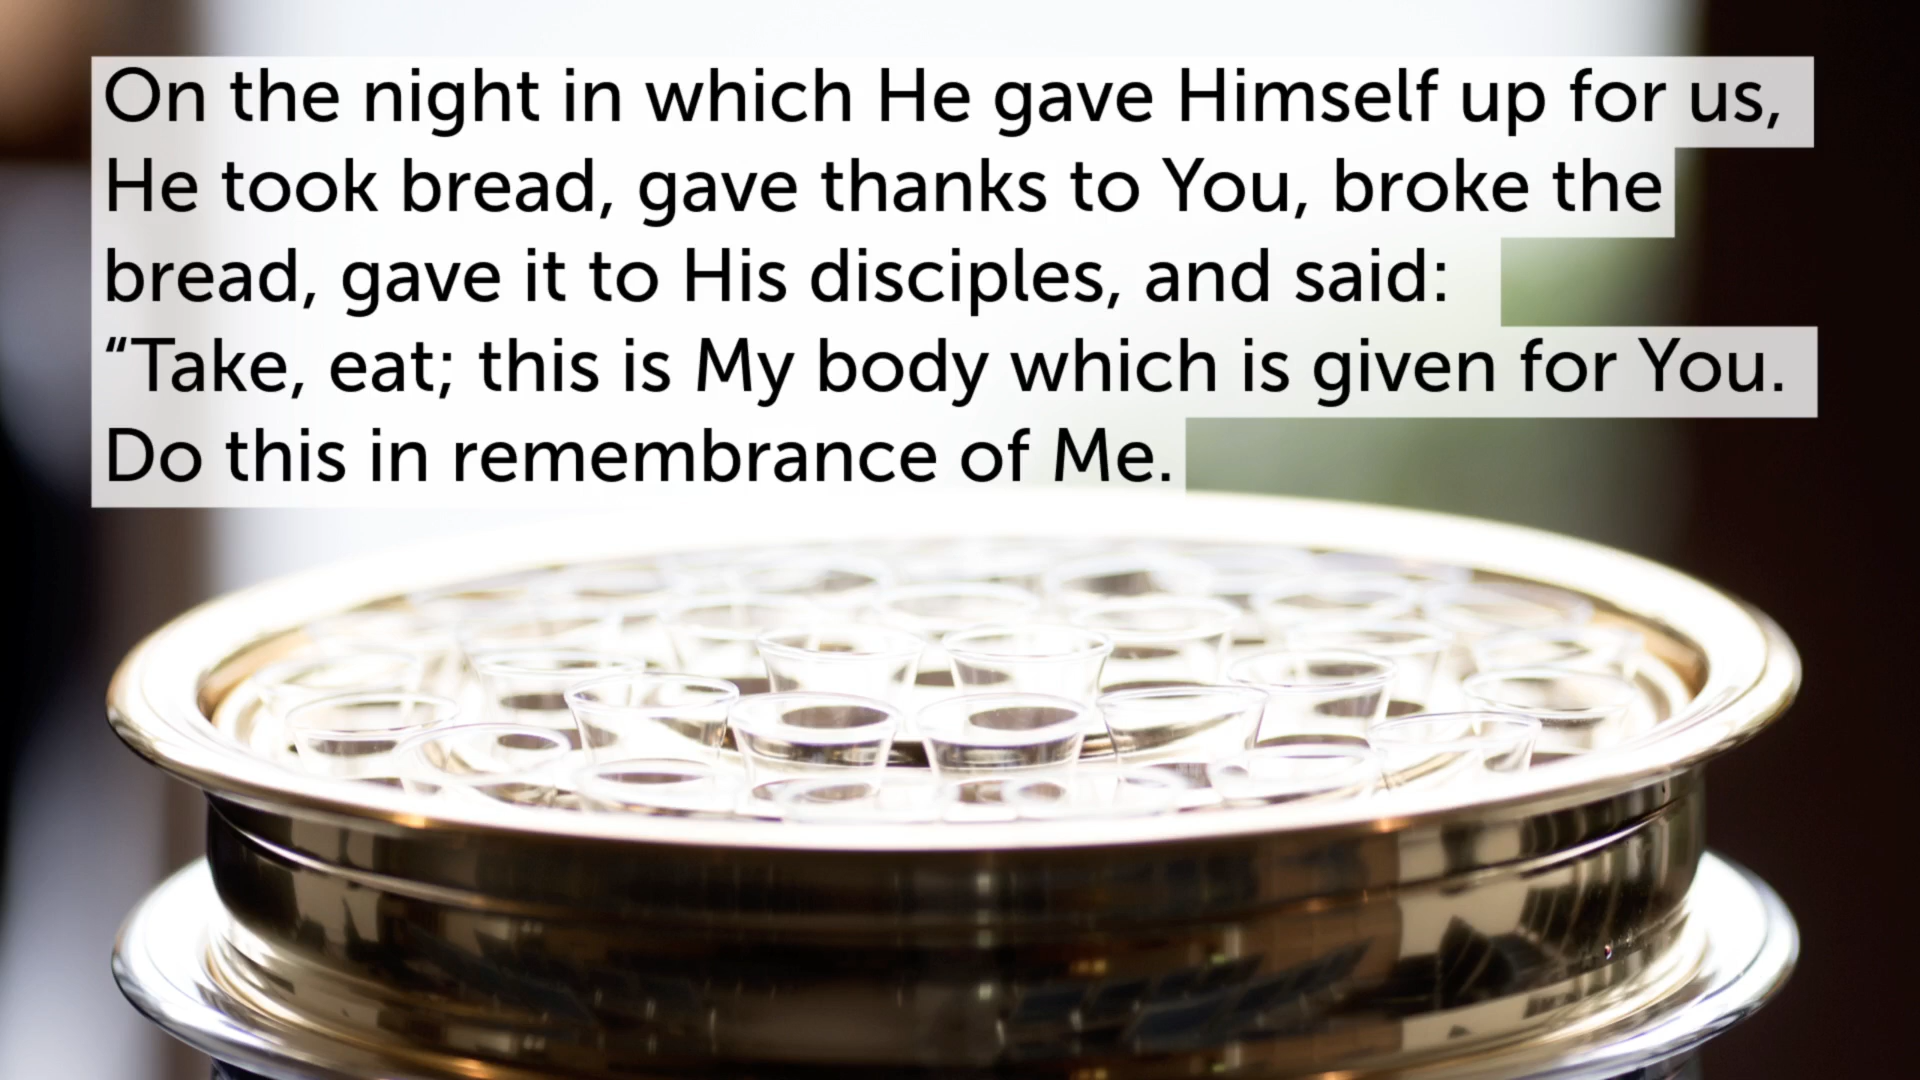 On the night in which He gave Himself up for us,
He took bread, gave thanks to You, broke the
bread, gave it to His disciples, and said:
“Take, eat; this is My body which is given for You.
Do this in remembrance of Me.